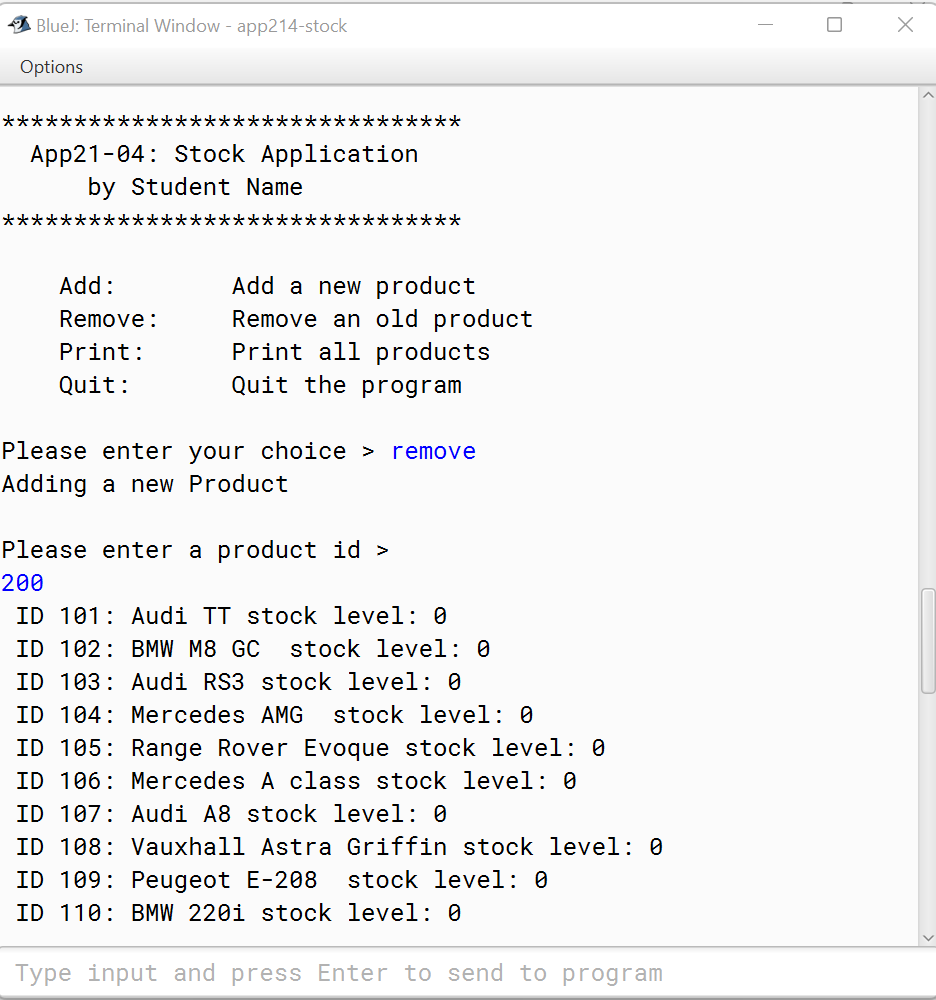 BlueJ: Terminal Window - app214-stock
Options
********************************
  App21-04: Stock Application
      by Student Name
********************************
    Add:        Add a new product
    Remove:     Remove an old product
    Print:      Print all products
    Quit:       Quit the program
Please enter your choice > remove
Adding a new Product
Please enter a product id >
200
 ID 101: Audi TT stock level: 0
 ID 102: BMW M8 GC  stock level: 0
 ID 103: Audi RS3 stock level: 0
 ID 104: Mercedes AMG  stock level: 0
 ID 105: Range Rover Evoque stock level: 0
 ID 106: Mercedes A class stock level: 0
 ID 107: Audi A8 stock level: 0
 ID 108: Vauxhall Astra Griffin stock level: 0
 ID 109: Peugeot E-208  stock level: 0
 ID 110: BMW 220i stock level: 0
Type input and press Enter to send to program